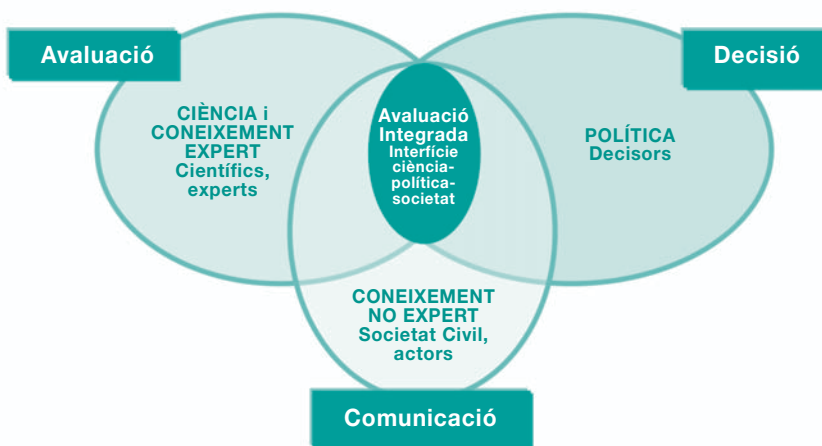 Avaluació
Decisió
CIÈNCIA i
CONEIXEMENT
EXPERT
Científics,
experts
Avaluació
Integrada
Interfície
ciència-
política-
societat
POLÍTICA
Decisors
CONEIXEMENT
NO EXPERT
Societat Civil,
actors
Comunicació